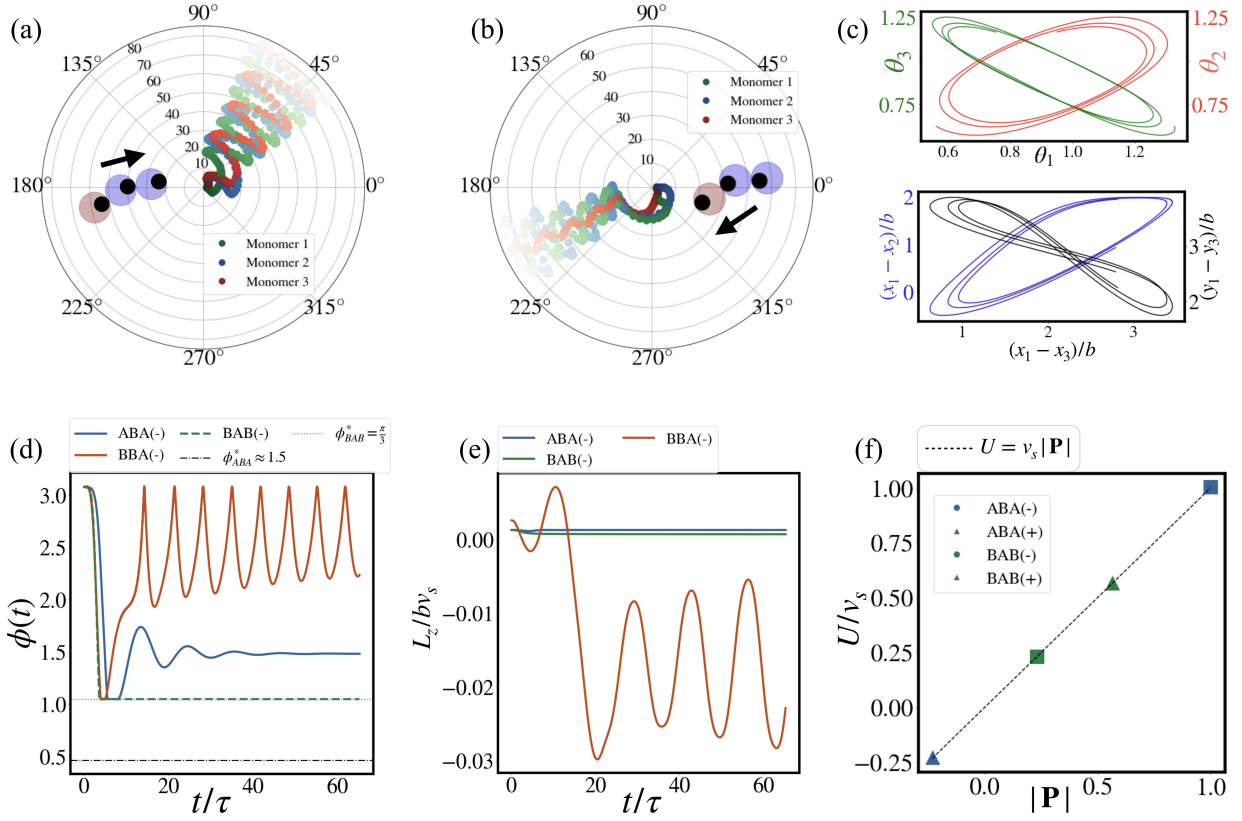 (a)
90°
135°
45°
180°
0°
225°
315°
270°
80
70
60
50
40
30
20
10
Monomer 1
Monomer 2
Monomer 3
(b)
90°
135°
45°
180°
0°
225°
315°
270°
60
50
40
30
20
10
Monomer 1
Monomer 2
Monomer 3
(c)
1.25
0.75
θ₃
1.25
0.75
θ₂
0.6
0.8
1.0
1.2
θ₁
2
1
0
(x₁ − x₂)/b
3
2
(y₁ − y₃)/b
1
2
3
(x₁ − x₃)/b
(d)
ABA(-)
BAB(-)
ϕ*BAB = π/3
BBA(-)
ϕ*ABA ≈ 1.5
3.0
2.5
2.0
1.5
1.0
0.5
ϕ(t)
0
20
40
60
t/τ
(e)
ABA(-)
BBA(-)
BAB(-)
0.00
−0.01
−0.02
−0.03
L_z/bv_s
0
20
40
60
t/τ
(f)
U = vₛ|P|
ABA(-)
ABA(+)
BAB(-)
BAB(+)
1.00
0.75
0.50
0.25
0.00
−0.25
U/vₛ
0.0
0.5
1.0
|P|